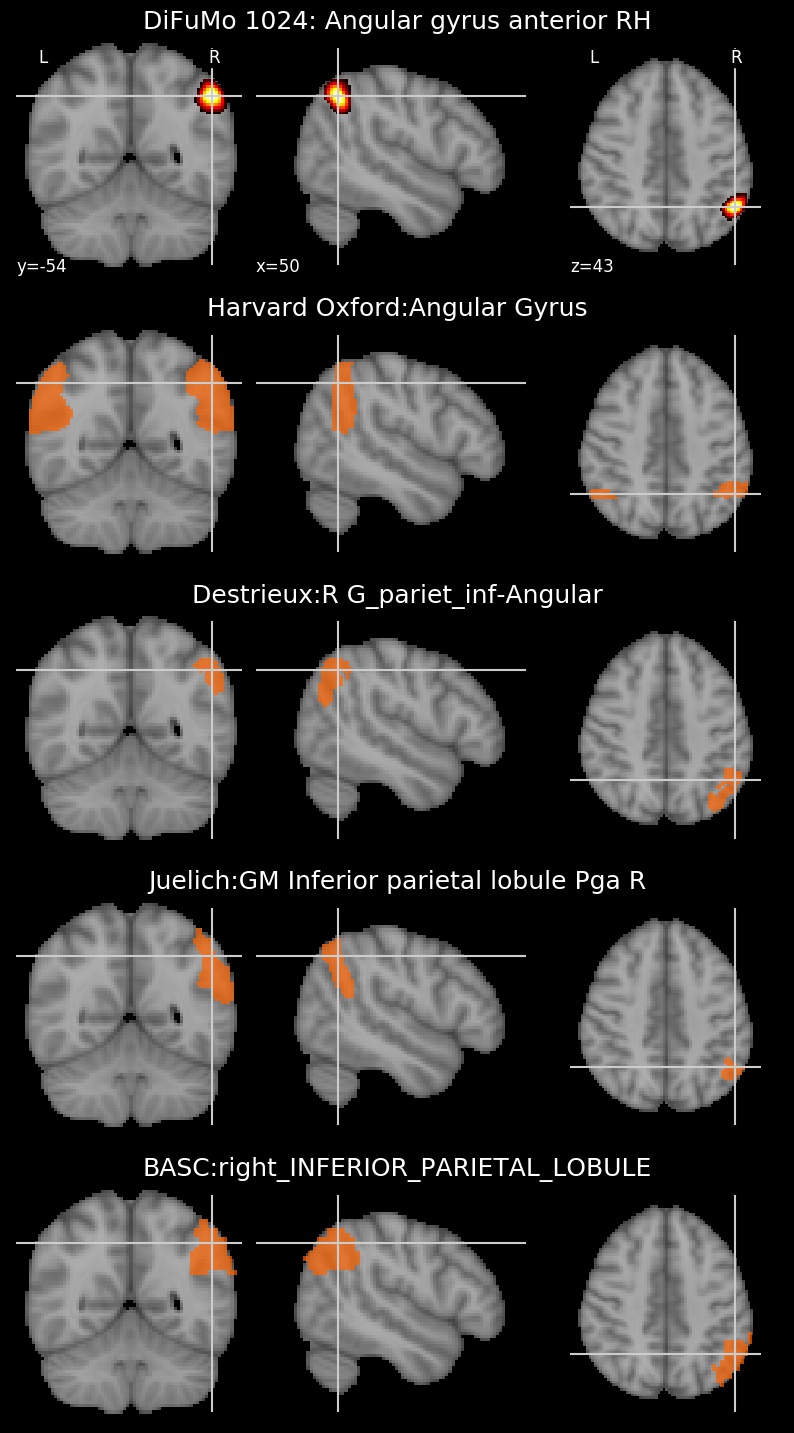 DiFuMo 1024: Angular gyrus anterior RH
L R L R
y=-54 x=50 z=43
Harvard Oxford:Angular Gyrus
Destrieux:R G_pariet_inf-Angular
Juelich:GM Inferior parietal lobule Pga R
BASC:right_INFERIOR_PARIETAL_LOBULE